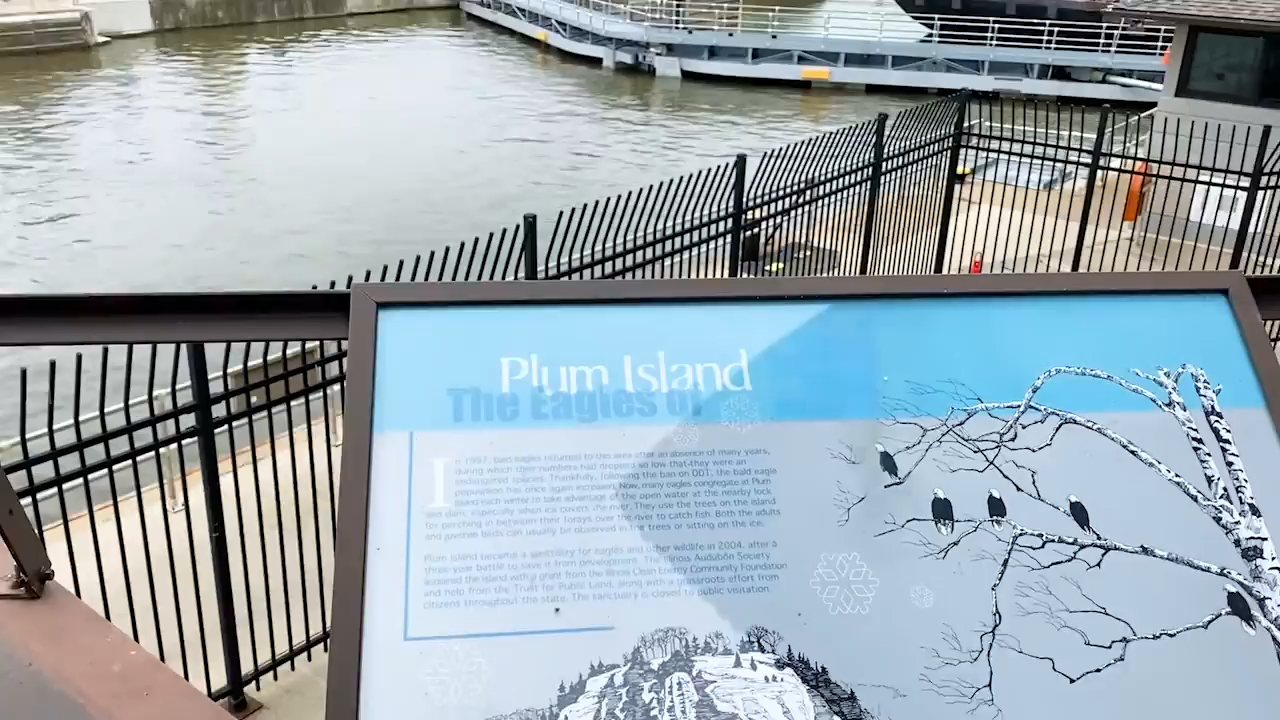 Plum Island
The Eagles of
In 1997, bald eagles returned to this area after an absence of many years,
during which their numbers had dropped so low that they were an
endangered species. Thankfully, following the ban on DDT, the bald eagle
population has once again increased. Now, many eagles congregate at Plum
Island each winter to take advantage of the open water at the nearby lock
and dam, especially when ice covers the river. They use the trees on the island
for perching in between their forays over the river to catch fish. Both the adults
and juvenile birds can usually be observed in the trees or sitting on the ice.
Plum Island became a sanctuary for eagles and other wildlife in 2004, after a
three-year battle to save it from development. The Illinois Audubon Society
acquired the island with a grant from the Illinois Clean Energy Community Foundation
and help from the Trust for Public Land, along with a grassroots effort from
citizens throughout the state. The sanctuary is closed to public visitation.